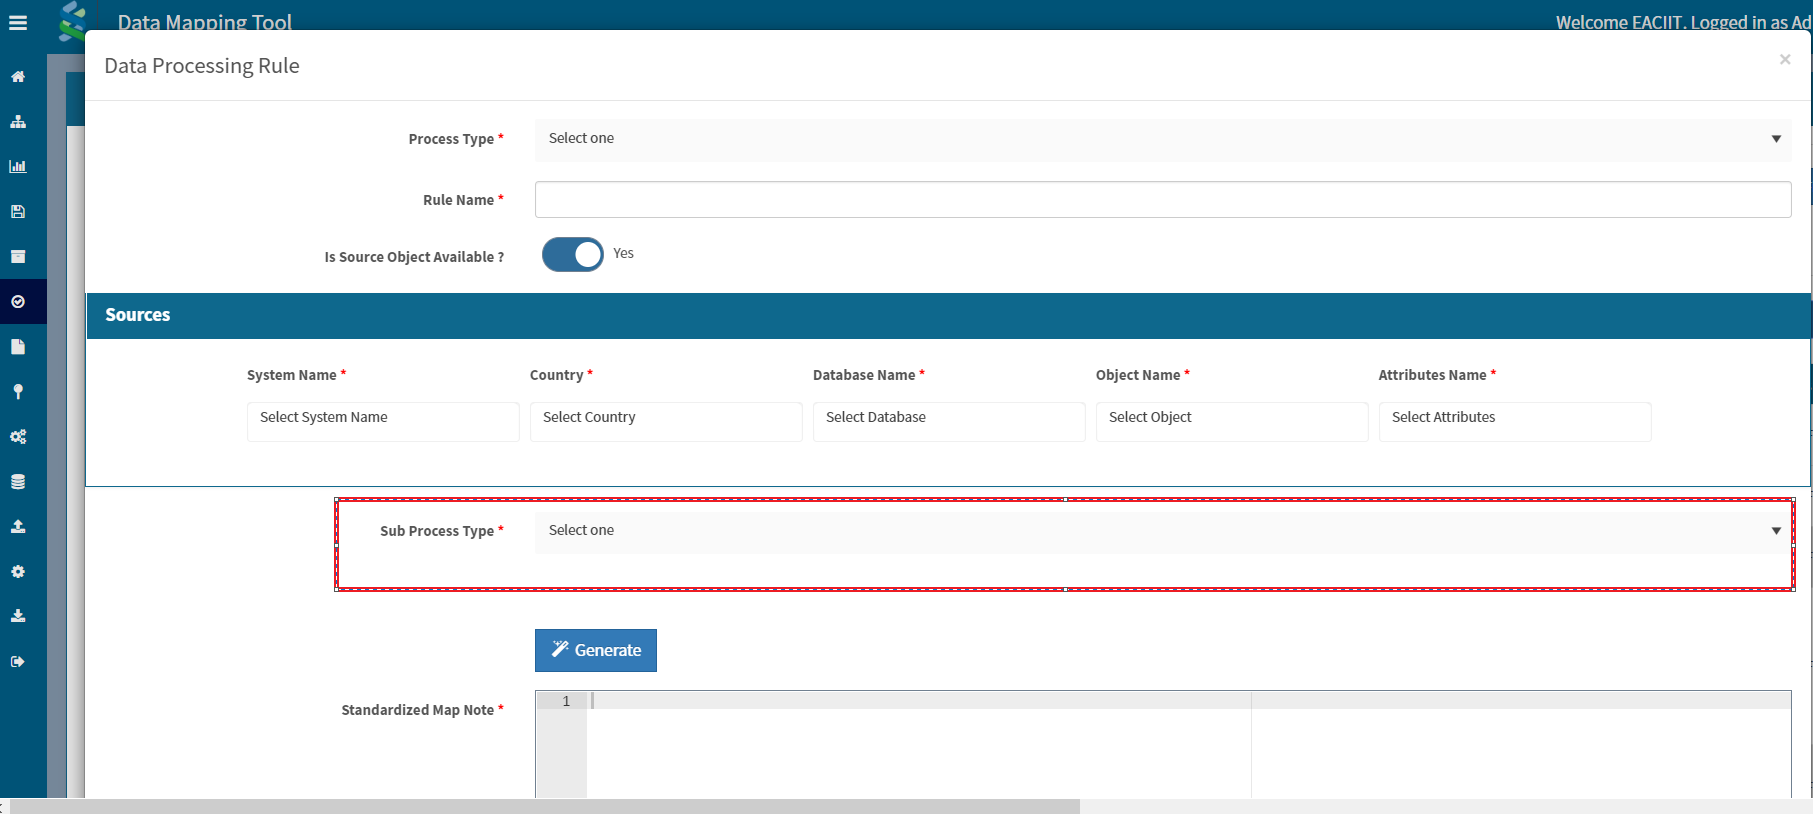 Data Mapping Tool
Welcome EACIIT. Logged in as Ad
Data Processing Rule
×
Process Type *
Select one
Rule Name *
Is Source Object Available ?
Yes
Sources
System Name *
Country *
Database Name *
Object Name *
Attributes Name *
Select System Name
Select Country
Select Database
Select Object
Select Attributes
Sub Process Type *
Select one
Generate
Standardized Map Note *
1